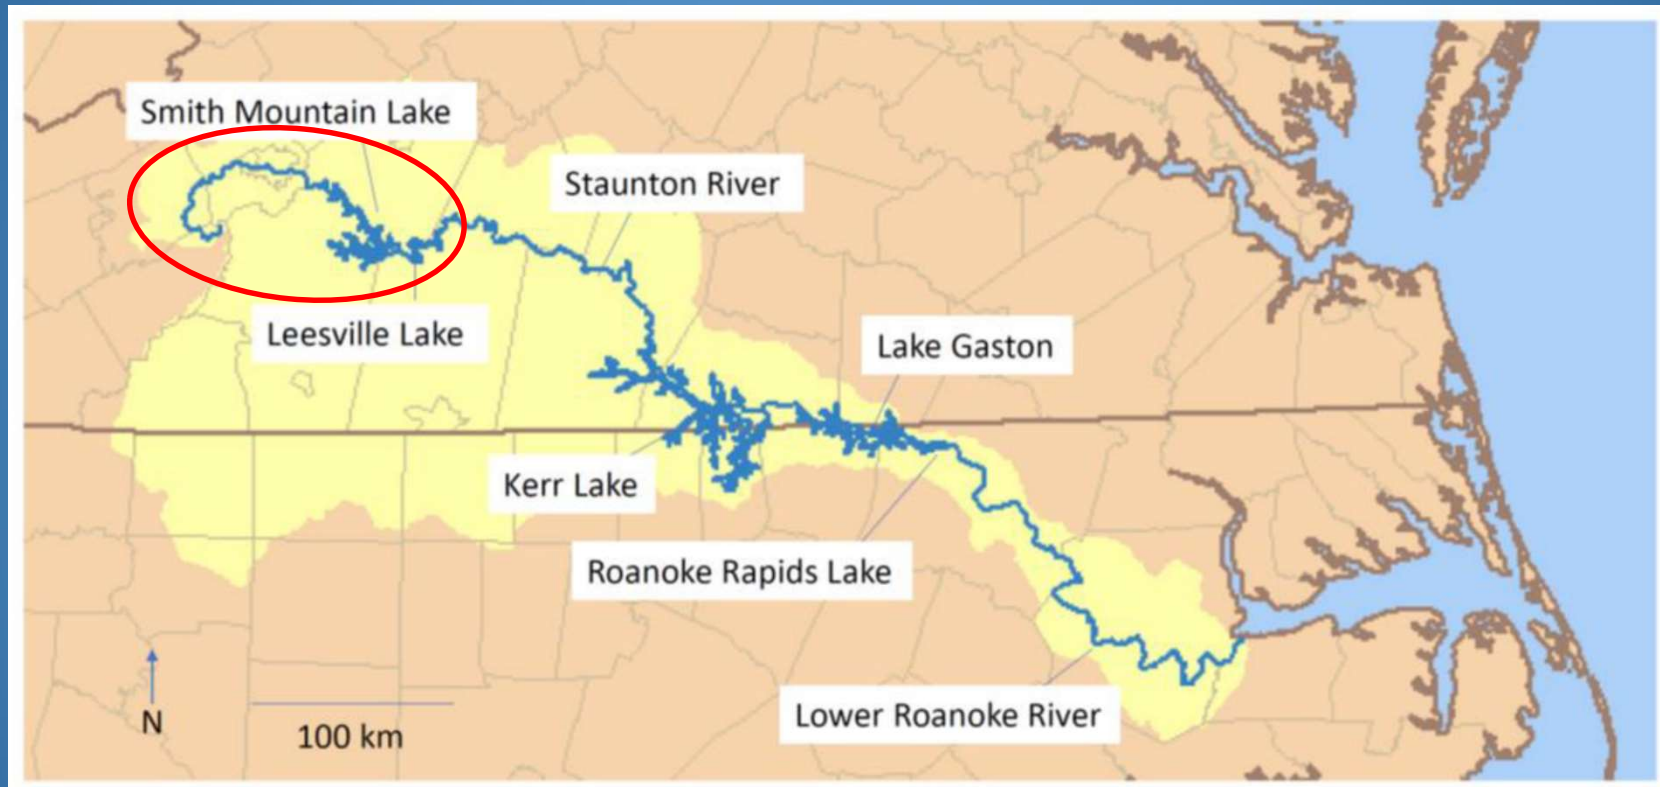 Smith Mountain Lake
Staunton River
Leesville Lake
Lake Gaston
Kerr Lake
Roanoke Rapids Lake
Lower Roanoke River
N
100 km